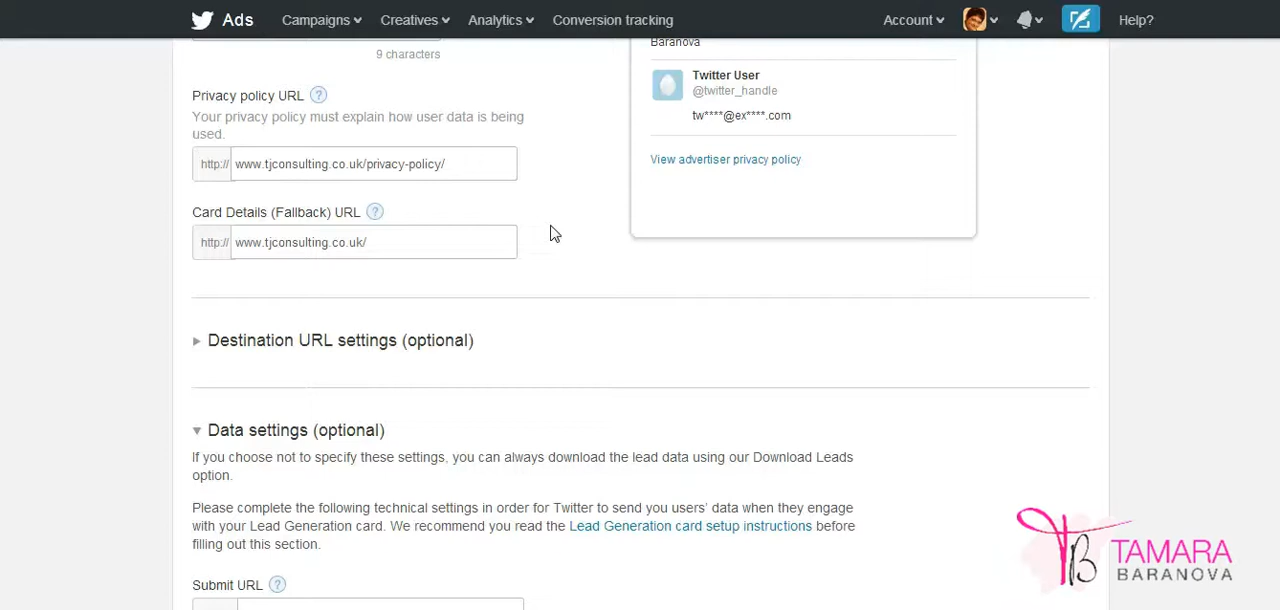 Ads Campaigns Creatives Analytics Conversion tracking Account Help?
9 characters
Baranova
Twitter User
@twitter_handle
tw****@ex****.com
View advertiser privacy policy
Privacy policy URL ?
Your privacy policy must explain how user data is being
used.
http:// www.tjconsulting.co.uk/privacy-policy/
Card Details (Fallback) URL ?
http:// www.tjconsulting.co.uk/
Destination URL settings (optional)
Data settings (optional)
If you choose not to specify these settings, you can always download the lead data using our Download Leads
option.
Please complete the following technical settings in order for Twitter to send you users' data when they engage
with your Lead Generation Card. We recommend you read the Lead Generation card setup instructions before
filling out this section.
Submit URL ?
TB TAMARA
BARANOVA